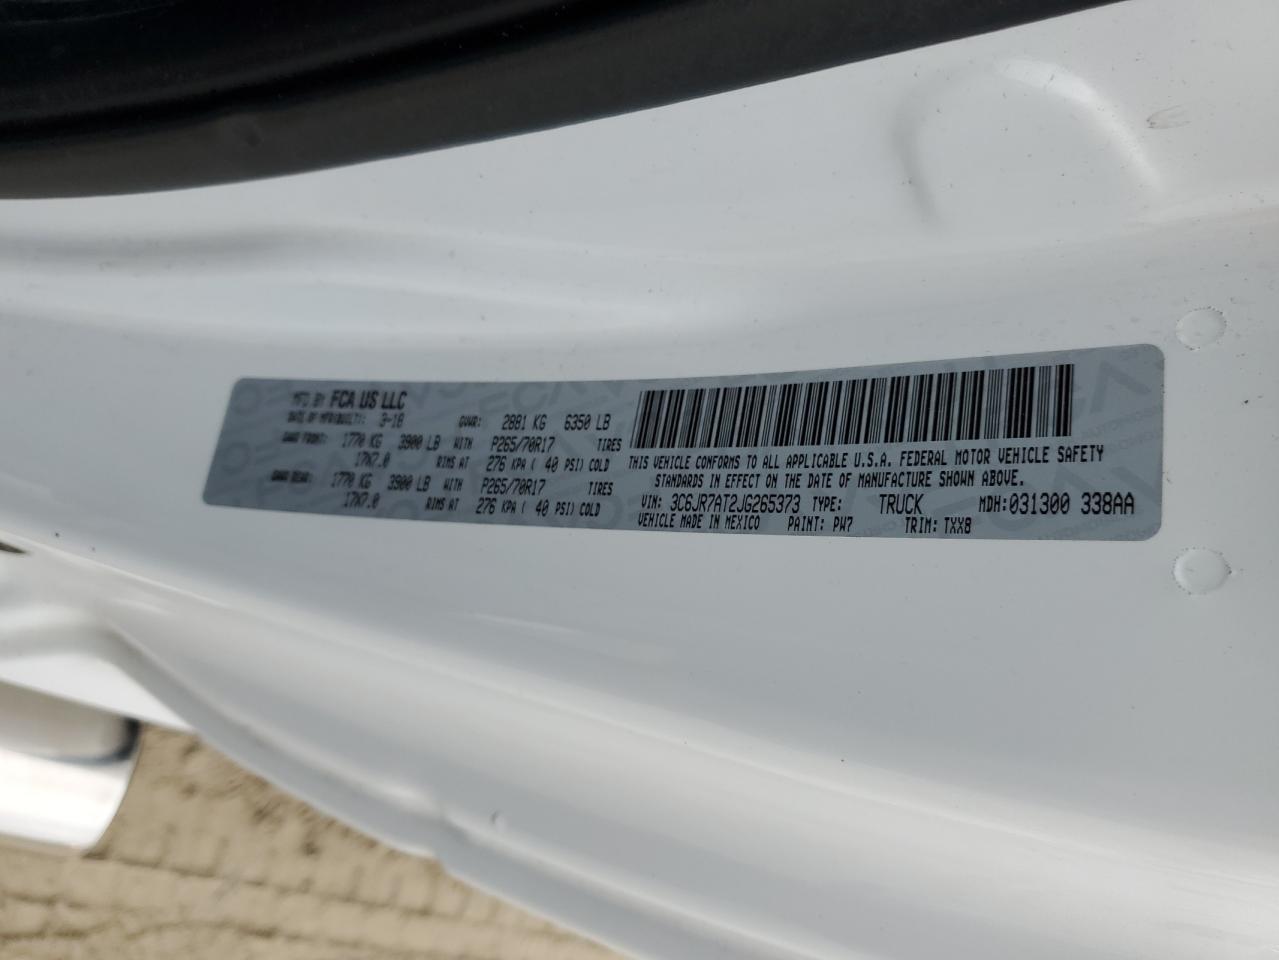 MFD BY FCA US LLC
DATE OF MFR(BUILT): 3-18 GVWR: 2881 KG 6350 LB
GAWR FRONT: 1770 KG 3900 LB WITH P265/70R17 TIRES
17X7.0 RIMS AT 276 KPA ( 40 PSI) COLD
GAWR REAR: 1770 KG 3900 LB WITH P265/70R17 TIRES
17X7.0 RIMS AT 276 KPA ( 40 PSI) COLD
THIS VEHICLE CONFORMS TO ALL APPLICABLE U.S.A. FEDERAL MOTOR VEHICLE SAFETY
STANDARDS IN EFFECT ON THE DATE OF MANUFACTURE SHOWN ABOVE.
VIN: 3C6JR7AT2JG265373 TYPE: TRUCK MDH:031300 338AA
VEHICLE MADE IN MEXICO PAINT: PW7 TRIM: TXX8